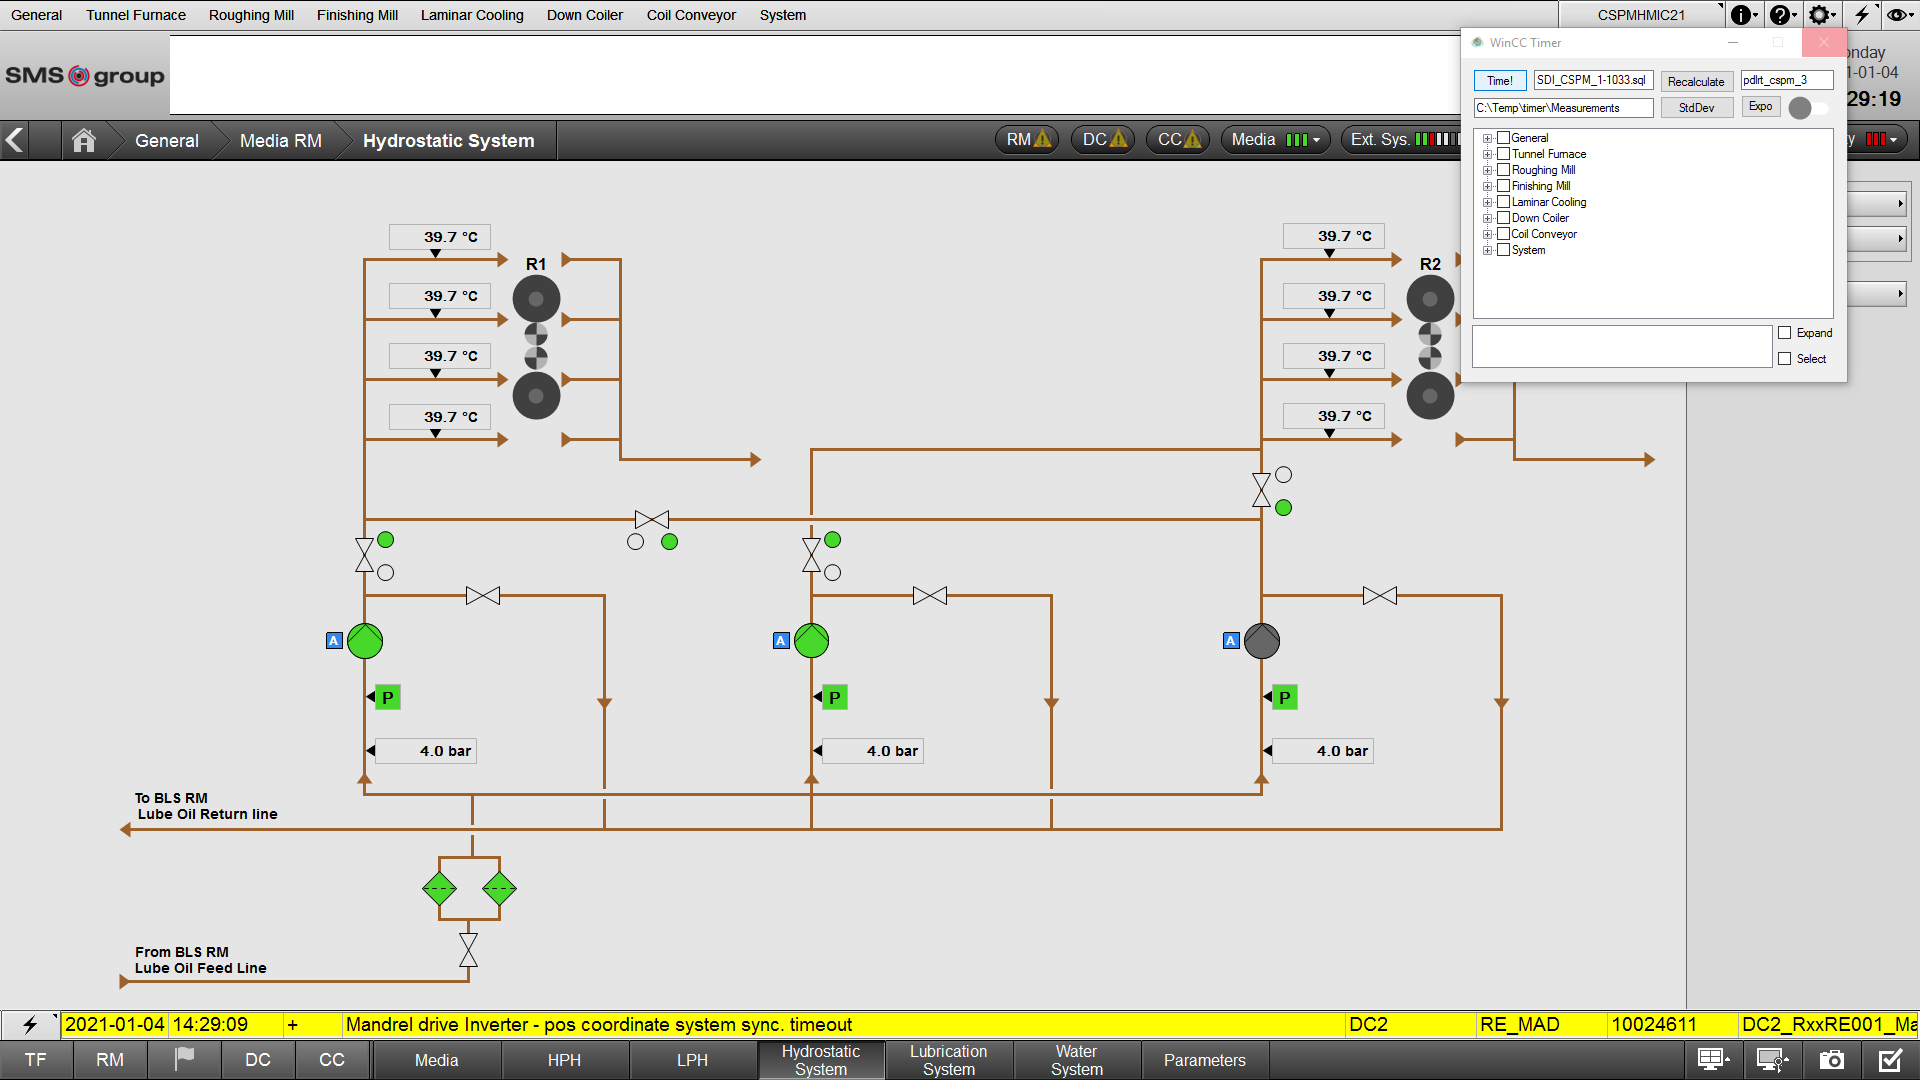 General Tunnel Furnace Roughing Mill Finishing Mill Laminar Cooling Down Coiler Coil Conveyor System CSPMHMIC21
SMS group
WinCC Timer
Time! SDI_CSPM_1-1033.sql Recalculate pdlrt_cspm_3
C:\Temp\timer\Measurements StdDev Expo
General
Tunnel Furnace
Roughing Mill
Finishing Mill
Laminar Cooling
Down Coiler
Coil Conveyor
System
Expand
Select
nday
1-01-04
29:19
General Media RM Hydrostatic System RM DC CC Media Ext. Sys. y
39.7 °C
R1
39.7 °C
39.7 °C
39.7 °C
39.7 °C
R2
39.7 °C
39.7 °C
39.7 °C
A A A
P P P
4.0 bar 4.0 bar 4.0 bar
To BLS RM
Lube Oil Return line
From BLS RM
Lube Oil Feed Line
2021-01-04 14:29:09 + Mandrel drive Inverter - pos coordinate system sync. timeout DC2 RE_MAD 10024611 DC2_RxxRE001_Ma
TF RM DC CC Media HPH LPH Hydrostatic System Lubrication System Water System Parameters